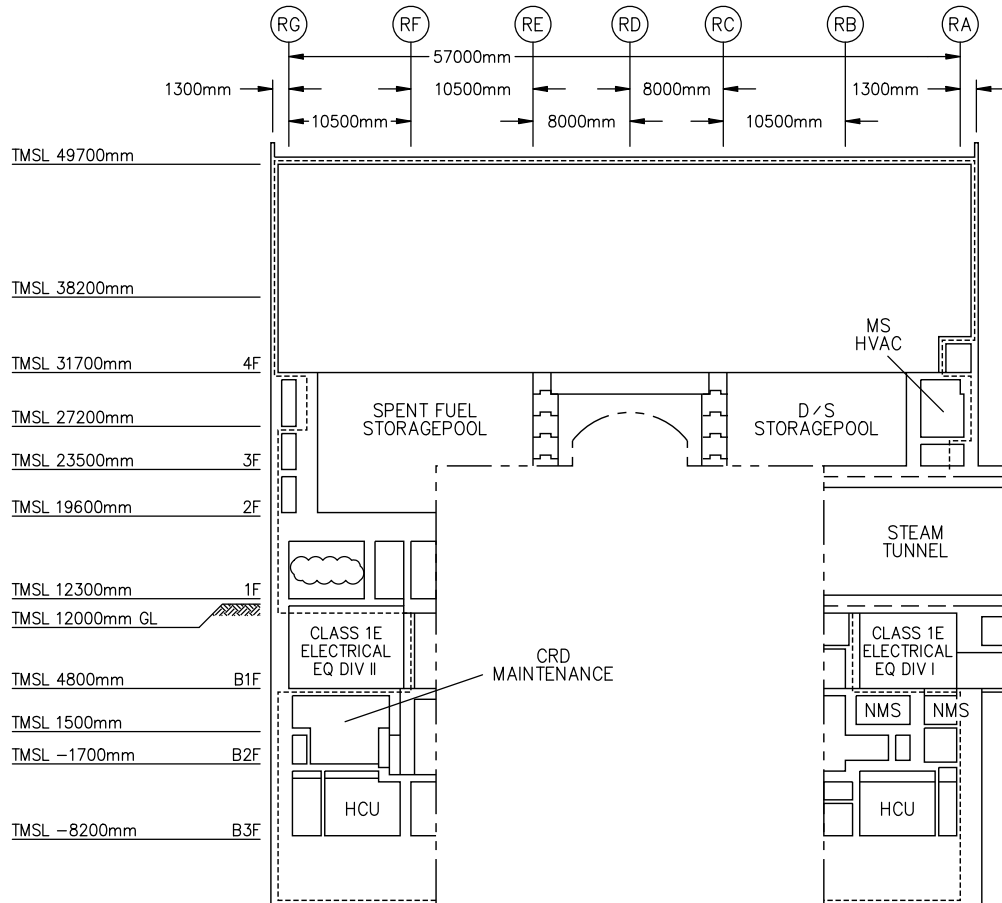 RG RF RE RD RC RB RA
57000mm
1300mm 10500mm 8000mm 1300mm
10500mm 8000mm 10500mm
TMSL 49700mm
TMSL 38200mm
MS
HVAC
TMSL 31700mm 4F
SPENT FUEL
STORAGEPOOL
D/S
STORAGEPOOL
TMSL 27200mm
TMSL 23500mm 3F
TMSL 19600mm 2F
STEAM
TUNNEL
TMSL 12300mm 1F
TMSL 12000mm GL
CLASS 1E
ELECTRICAL
EQ DIV II
CRD
MAINTENANCE
CLASS 1E
ELECTRICAL
EQ DIV I
TMSL 4800mm B1F
NMS NMS
TMSL 1500mm
TMSL -1700mm B2F
HCU HCU
TMSL -8200mm B3F